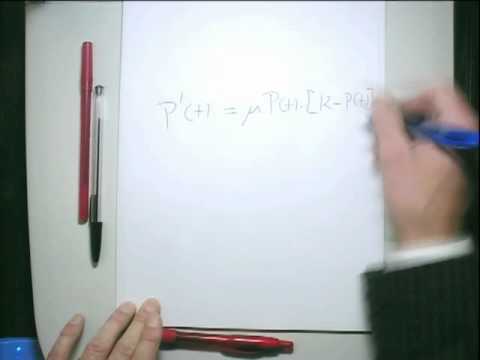 P'(t) = μ P(t) · [K - P(t)]